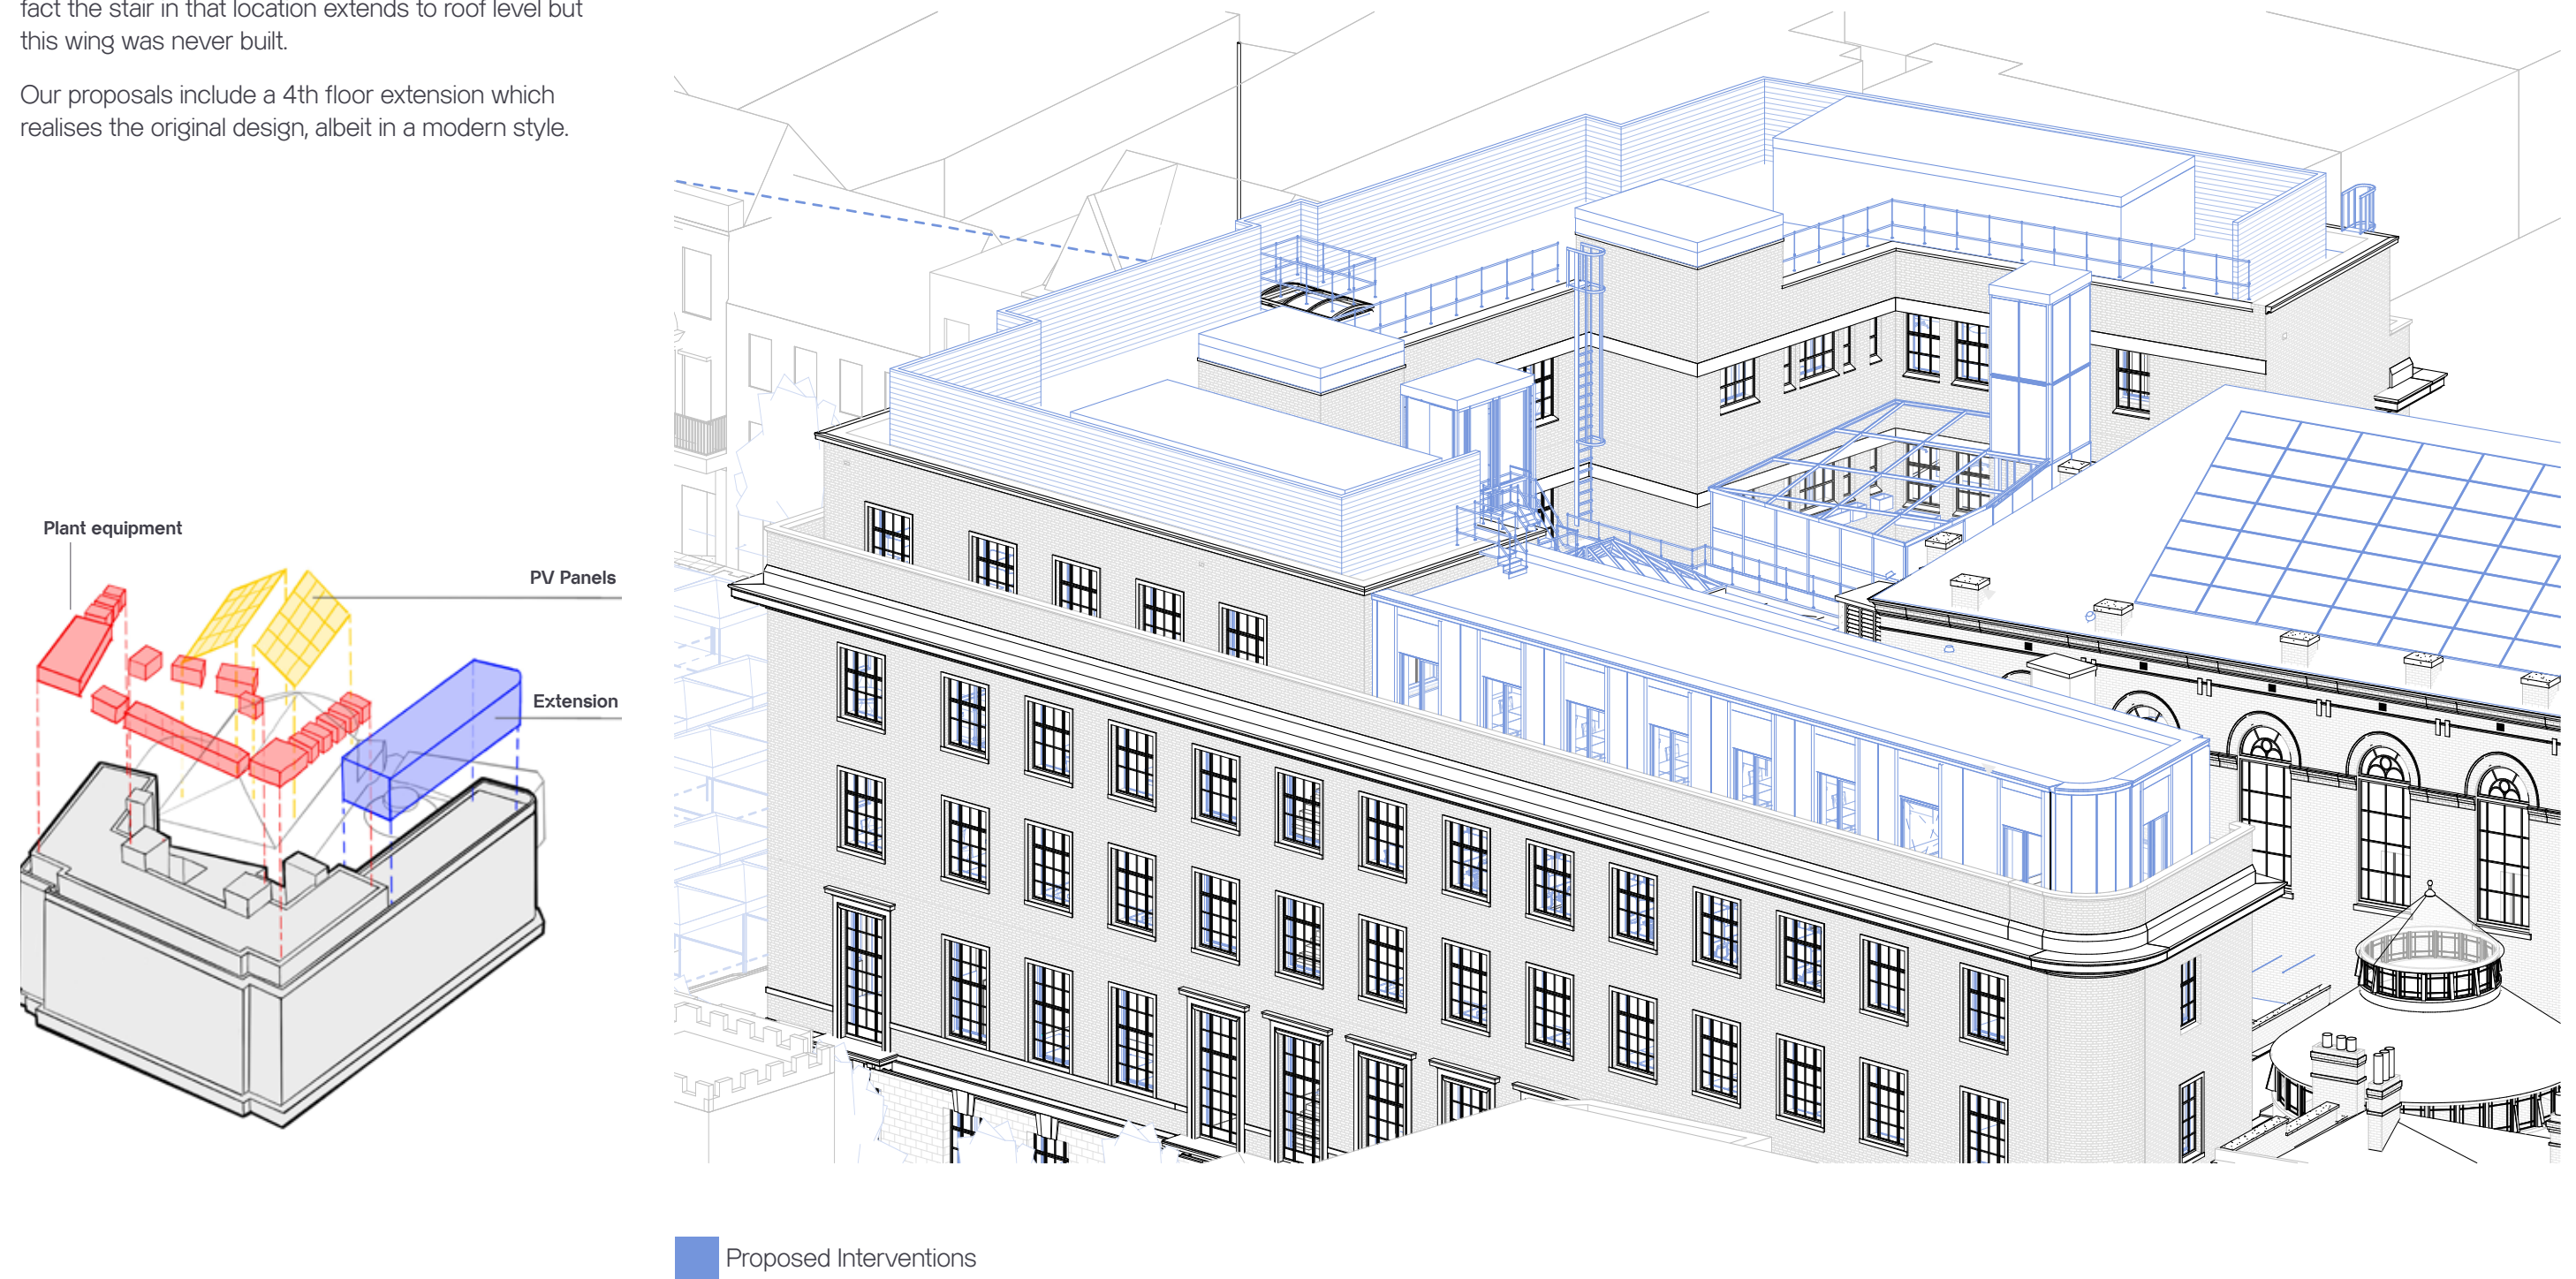 fact the stair in that location extends to roof level but
this wing was never built.
Our proposals include a 4th floor extension which
realises the original design, albeit in a modern style.
Plant equipment
PV Panels
Extension
Proposed Interventions